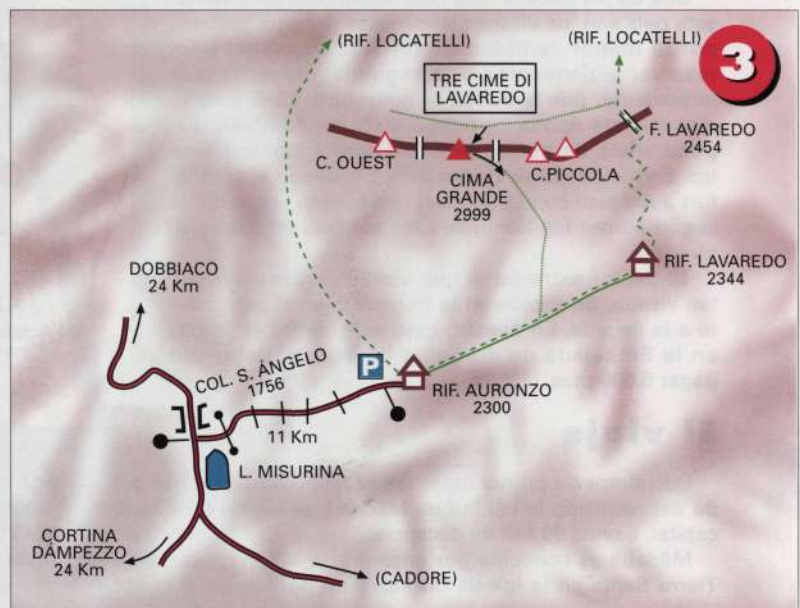 (RIF. LOCATELLI)
(RIF. LOCATELLI)
3
TRE CIME DI
LAVAREDO
F. LAVAREDO
2454
C. OUEST
CIMA
GRANDE
2999
C.PICCOLA
RIF. LAVAREDO
2344
DOBBIACO
24 Km
COL. S. ÁNGELO
1756
P
RIF. AURONZO
2300
11 Km
L. MISURINA
CORTINA
DÁMPEZZO
24 Km
(CADORE)